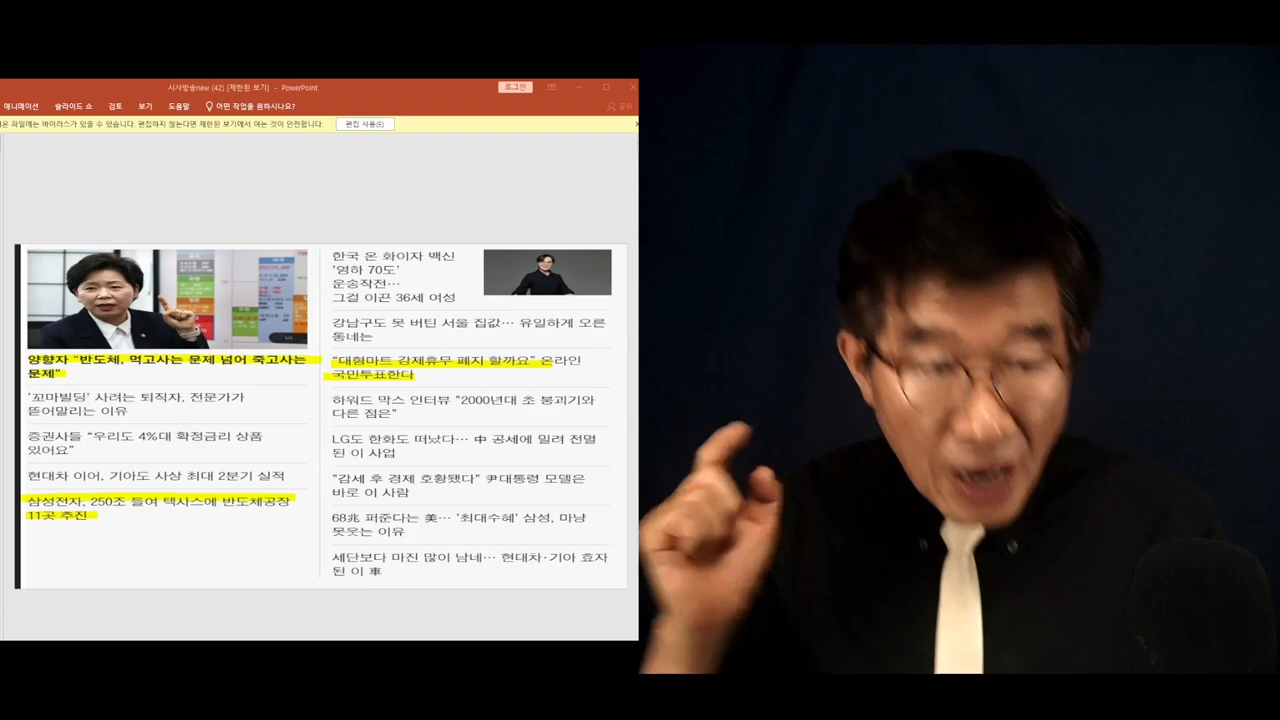 시사방송new (42) [제한된 보기] - PowerPoint
로그인
애니메이션 슬라이드 쇼 검토 보기 도움말 어떤 작업을 원하시나요? 공유
온 파일에는 바이러스가 있을 수 있습니다. 편집하지 않는다면 제한된 보기에서 여는 것이 안전합니다. 편집 사용(E)
양향자 “반도체, 먹고사는 문제 넘어 죽고사는
문제”
'꼬마빌딩' 사려는 퇴직자, 전문가가
뜯어말리는 이유
증권사들 “우리도 4%대 확정금리 상품
있어요”
현대차 이어, 기아도 사상 최대 2분기 실적
삼성전자, 250조 들여 텍사스에 반도체공장
11곳 추진
한국 온 화이자 백신
'영하 70도'
운송작전…
그걸 이끈 36세 여성
강남구도 못 버틴 서울 집값… 유일하게 오른
동네는
“대형마트 강제휴무 폐지 할까요” 온라인
국민투표한다
하워드 막스 인터뷰 “2000년대 초 붕괴기와
다른 점은”
LG도 한화도 떠났다… 中 공세에 밀려 전멸
된 이 사업
“감세 후 경제 호황됐다” 尹대통령 모델은
바로 이 사람
68兆 퍼준다는 美… '최대수혜' 삼성, 마냥
못웃는 이유
세단보다 마진 많이 남네… 현대차·기아 효자
된 이 車